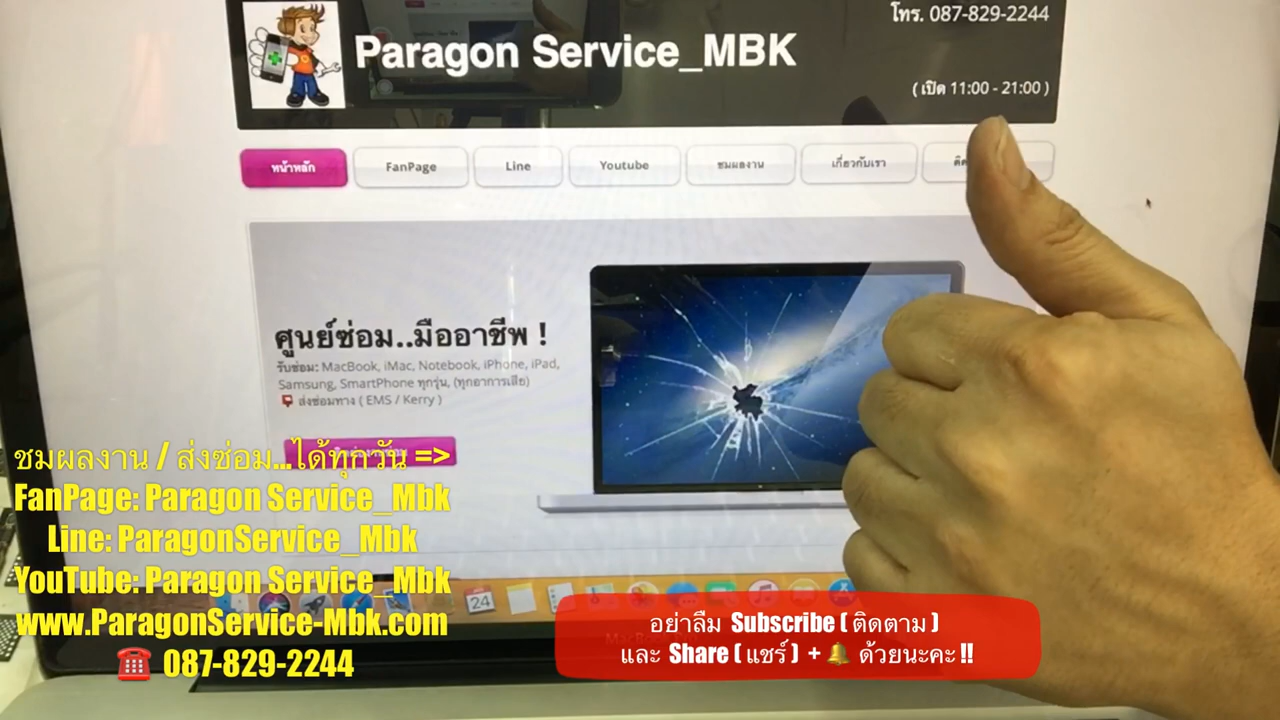 โทร. 087-829-2244
Paragon Service_MBK
( เปิด 11:00 - 21:00 )
หน้าหลัก
FanPage
Line
Youtube
ชมผลงาน
เกี่ยวกับเรา
ศูนย์ซ่อม..มืออาชีพ !
รับซ่อม: MacBook, iMac, Notebook, iPhone, iPad,
Samsung, SmartPhone ทุกรุ่น, (ทุกอาการเสีย)
ส่งซ่อมทาง ( EMS / Kerry )
ชมผลงาน / ส่งซ่อม...ได้ทุกวัน =>
FanPage: Paragon Service_Mbk
Line: ParagonService_Mbk
YouTube: Paragon Service_Mbk
www.ParagonService-Mbk.com
☎️ 087-829-2244
24
อย่าลืม Subscribe ( ติดตาม )
และ Share ( แชร์ ) + 🔔 ด้วยนะคะ !!